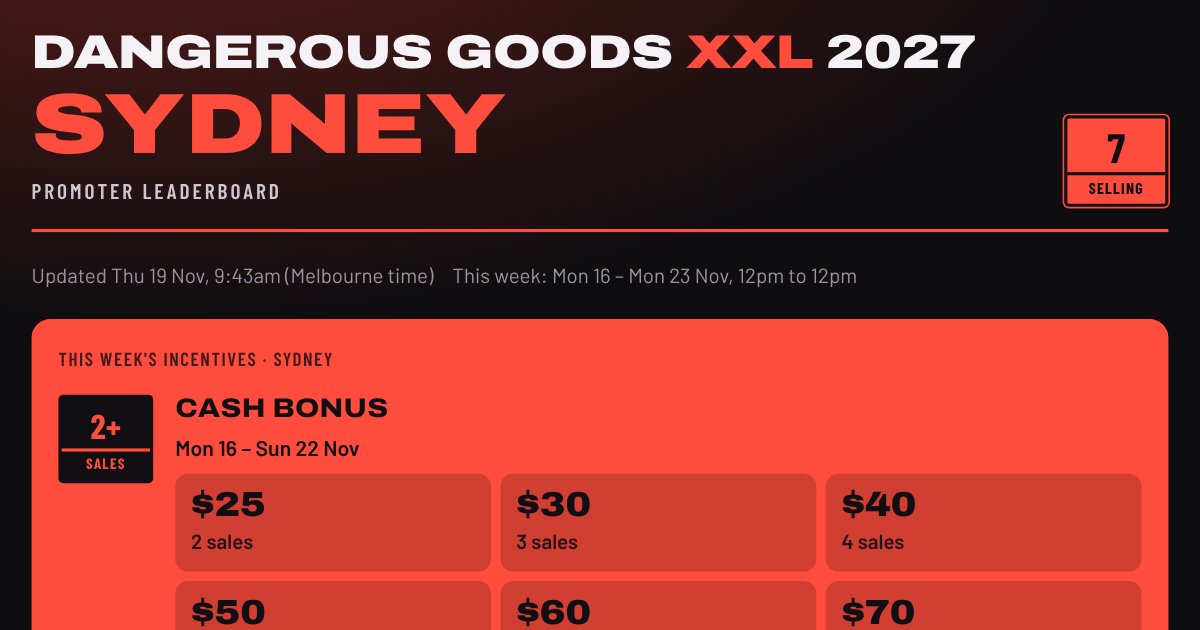 DANGEROUS GOODS XXL 2027
SYDNEY
PROMOTER LEADERBOARD
7
SELLING
Updated Thu 19 Nov, 9:43am (Melbourne time) This week: Mon 16 – Mon 23 Nov, 12pm to 12pm
THIS WEEK'S INCENTIVES · SYDNEY
2+
SALES
CASH BONUS
Mon 16 – Sun 22 Nov
$25 $30 $40
2 sales 3 sales 4 sales
$50 $60 $70